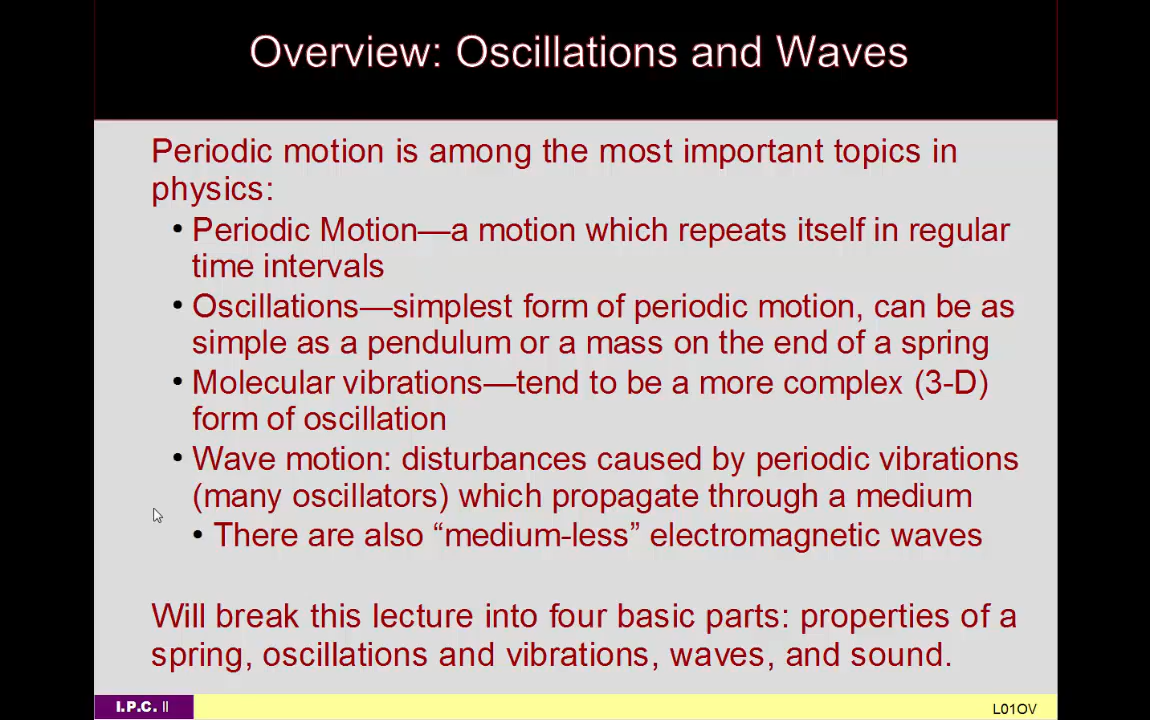 Overview: Oscillations and Waves
Periodic motion is among the most important topics in
physics:
• Periodic Motion—a motion which repeats itself in regular
time intervals
• Oscillations—simplest form of periodic motion, can be as
simple as a pendulum or a mass on the end of a spring
• Molecular vibrations—tend to be a more complex (3-D)
form of oscillation
• Wave motion: disturbances caused by periodic vibrations
(many oscillators) which propagate through a medium
• There are also “medium-less” electromagnetic waves
Will break this lecture into four basic parts: properties of a
spring, oscillations and vibrations, waves, and sound.
I.P.C. II
L01OV